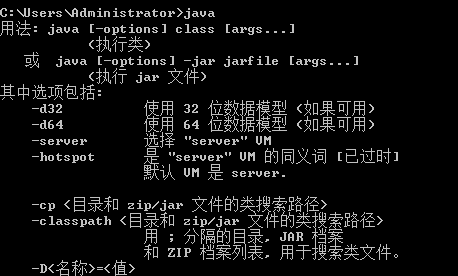 C:\Users\Administrator>java
用法: java [-options] class [args...]
(执行类)
或 java [-options] -jar jarfile [args...]
(执行 jar 文件)
其中选项包括:
-d32 使用 32 位数据模型 (如果可用)
-d64 使用 64 位数据模型 (如果可用)
-server 选择 "server" VM
-hotspot 是 "server" VM 的同义词 [已过时]
默认 VM 是 server.
-cp <目录和 zip/jar 文件的类搜索路径>
-classpath <目录和 zip/jar 文件的类搜索路径>
用 ; 分隔的目录, JAR 档案
和 ZIP 档案列表, 用于搜索类文件。
-D<名称>=<值>